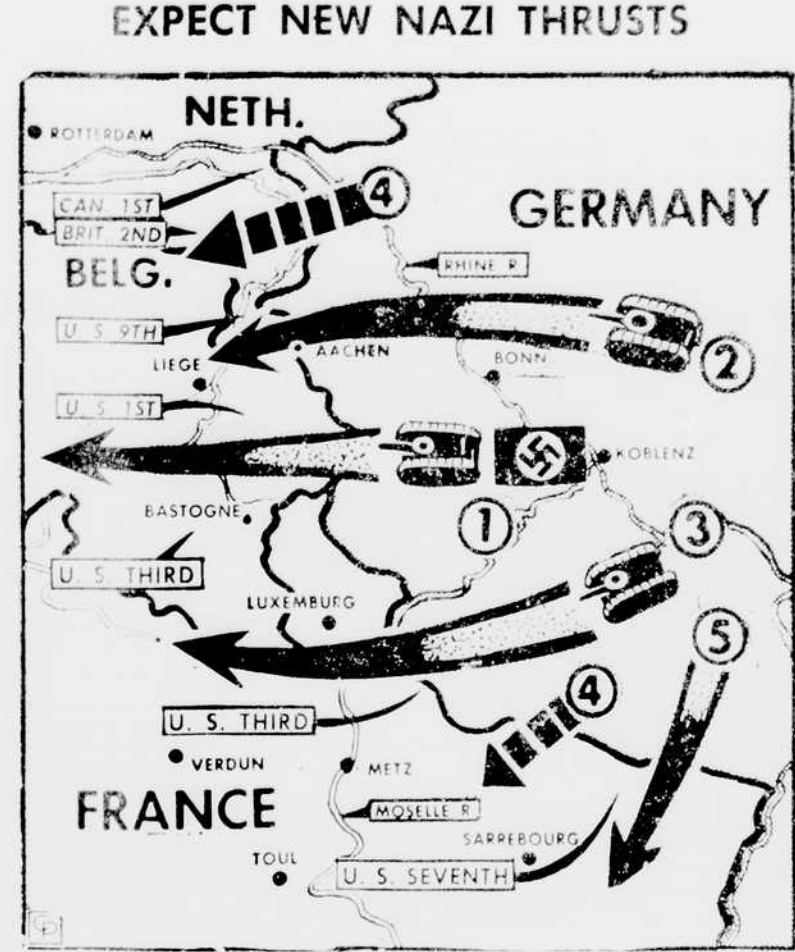 EXPECT NEW NAZI THRUSTS
NETH.
ROTTERDAM
4
CAN. 1ST
GERMANY
BRIT. 2ND
BELG.
RHINE R.
U. S. 9TH
AACHEN
BONN
2
LIEGE
U. S. 1ST
KOBLENZ
BASTOGNE
1
3
U. S. THIRD
LUXEMBURG
5
4
U. S. THIRD
VERDUN
METZ
FRANCE
MOSELLE R.
SARREBOURG
TOUL
U. S. SEVENTH
CP